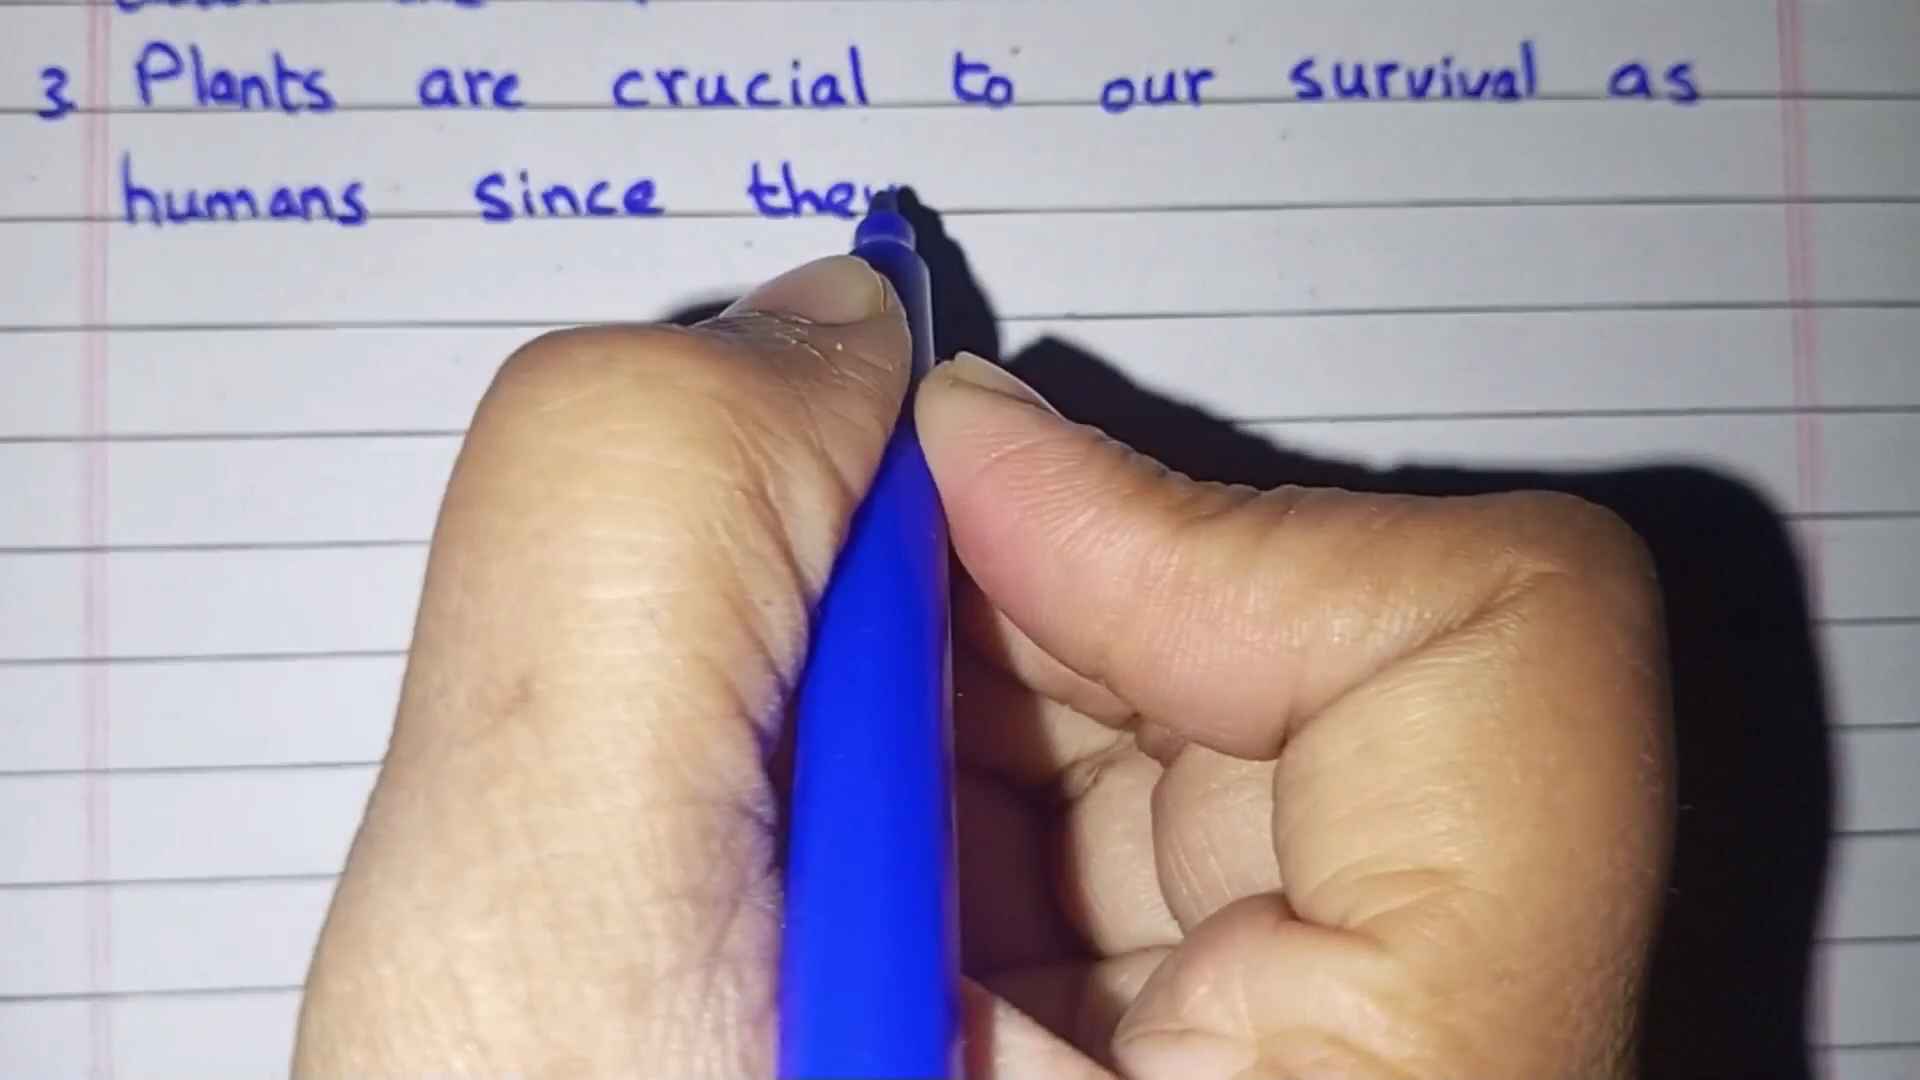 3. Plants are crucial to our survival as
humans since they